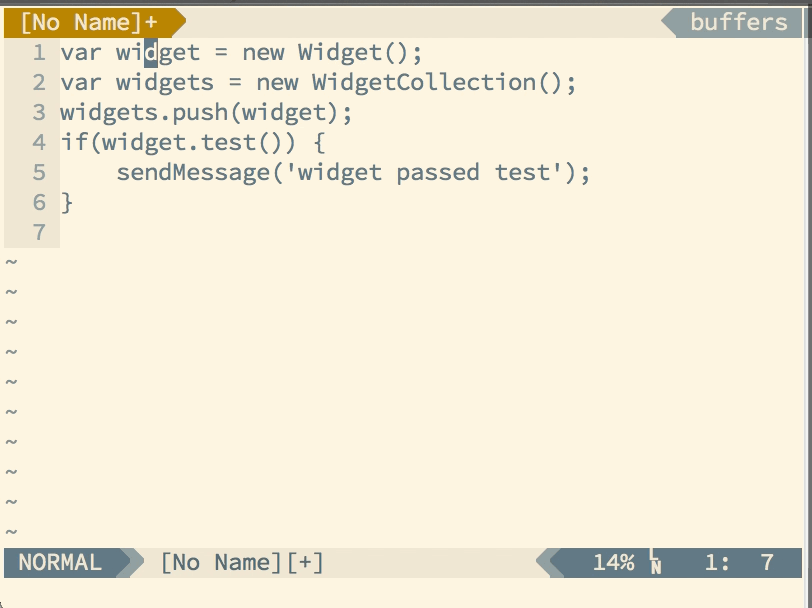 [No Name]+ buffers
1 var widget = new Widget();
2 var widgets = new WidgetCollection();
3 widgets.push(widget);
4 if(widget.test()) {
5     sendMessage('widget passed test');
6 }
7
~
~
~
~
~
~
~
~
~
~
NORMAL [No Name][+] 14% LN 1: 7